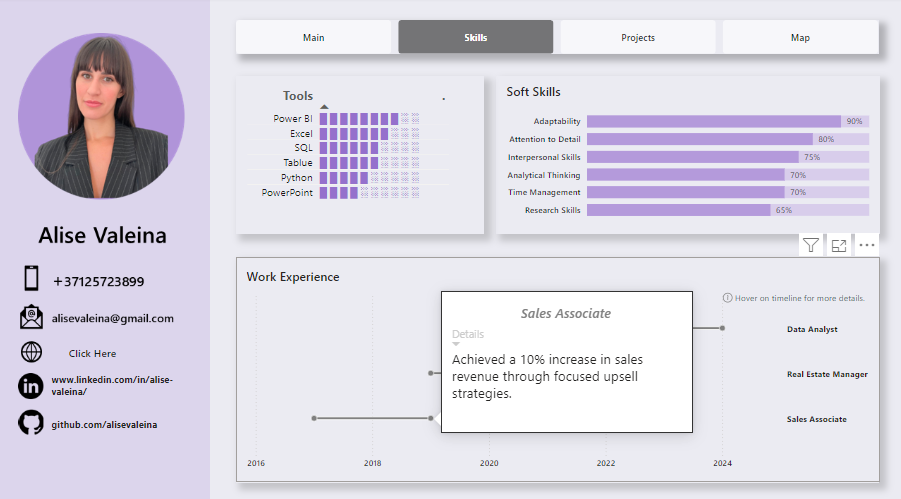 Main
Skills
Projects
Map
Alise Valeina
+37125723899
alisevaleina@gmail.com
Click Here
www.linkedin.com/in/alise-
valeina/
github.com/alisevaleina
Tools
.
Power BI
Excel
SQL
Tablue
Python
PowerPoint
Soft Skills
Adaptability 90%
Attention to Detail 80%
Interpersonal Skills 75%
Analytical Thinking 70%
Time Management 70%
Research Skills 65%
Work Experience
Hover on timeline for more details.
Sales Associate
Details
Achieved a 10% increase in sales
revenue through focused upsell
strategies.
Data Analyst
Real Estate Manager
Sales Associate
2016 2018 2020 2022 2024